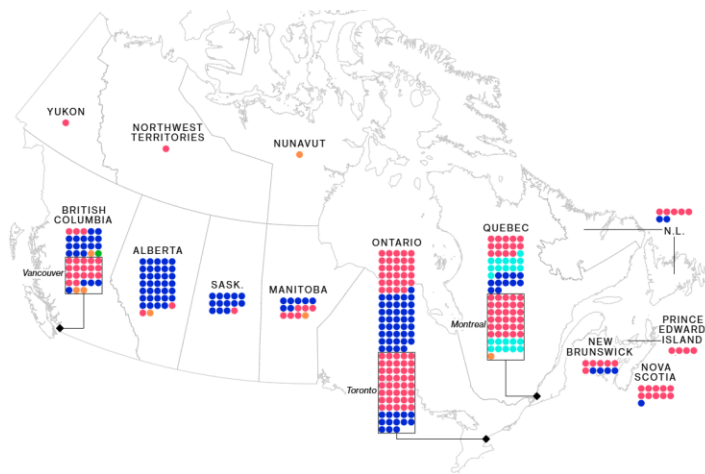 YUKON
NORTHWEST
TERRITORIES
NUNAVUT
BRITISH
COLUMBIA
Vancouver
ALBERTA
SASK.
MANITOBA
ONTARIO
Toronto
QUEBEC
Montreal
N.L.
PRINCE
EDWARD
ISLAND
NEW
BRUNSWICK
NOVA
SCOTIA